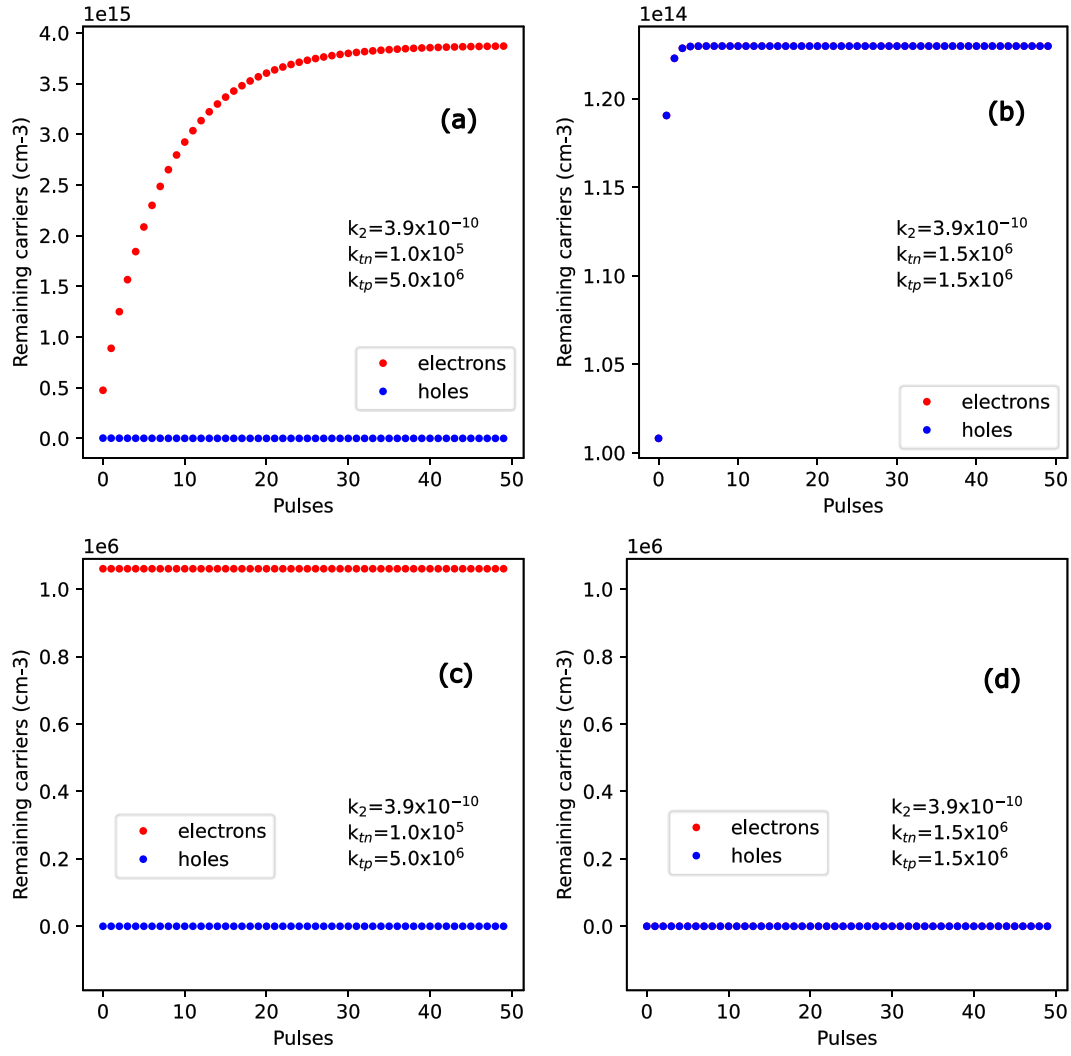 1e15
4.0
3.5
3.0
2.5
2.0
1.5
1.0
0.5
0.0
Remaining carriers (cm-3)
(a)
k₂=3.9x10⁻¹⁰
kₜₙ=1.0x10⁵
kₜₚ=5.0x10⁶
electrons
holes
0 10 20 30 40 50
Pulses
1e14
1.20
1.15
1.10
1.05
1.00
Remaining carriers (cm-3)
(b)
k₂=3.9x10⁻¹⁰
kₜₙ=1.5x10⁶
kₜₚ=1.5x10⁶
electrons
holes
0 10 20 30 40 50
Pulses
1e6
1.0
0.8
0.6
0.4
0.2
0.0
Remaining carriers (cm-3)
(c)
k₂=3.9x10⁻¹⁰
kₜₙ=1.0x10⁵
kₜₚ=5.0x10⁶
electrons
holes
0 10 20 30 40 50
Pulses
1e6
1.0
0.8
0.6
0.4
0.2
0.0
Remaining carriers (cm-3)
(d)
k₂=3.9x10⁻¹⁰
kₜₙ=1.5x10⁶
kₜₚ=1.5x10⁶
electrons
holes
0 10 20 30 40 50
Pulses